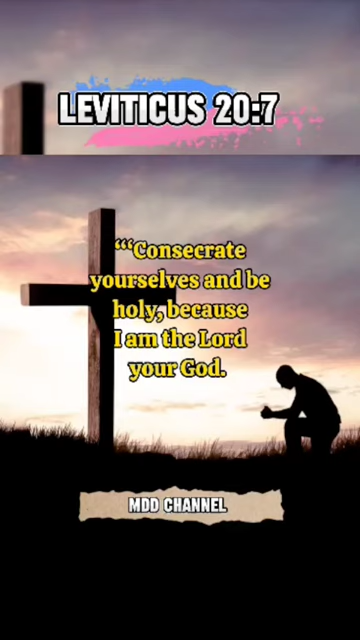 LEVITICUS 20:7
“‘Consecrate
yourselves and be
holy, because
I am the Lord
your God.
MDD CHANNEL